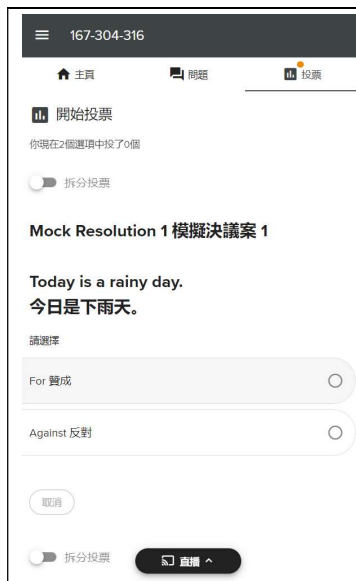 167-304-316
主頁
問題
投票
開始投票
你現在2個選項中投了0個
拆分投票
Mock Resolution 1 模擬決議案 1
Today is a rainy day.
今日是下雨天。
請選擇
For 贊成
Against 反對
取消
拆分投票
直播